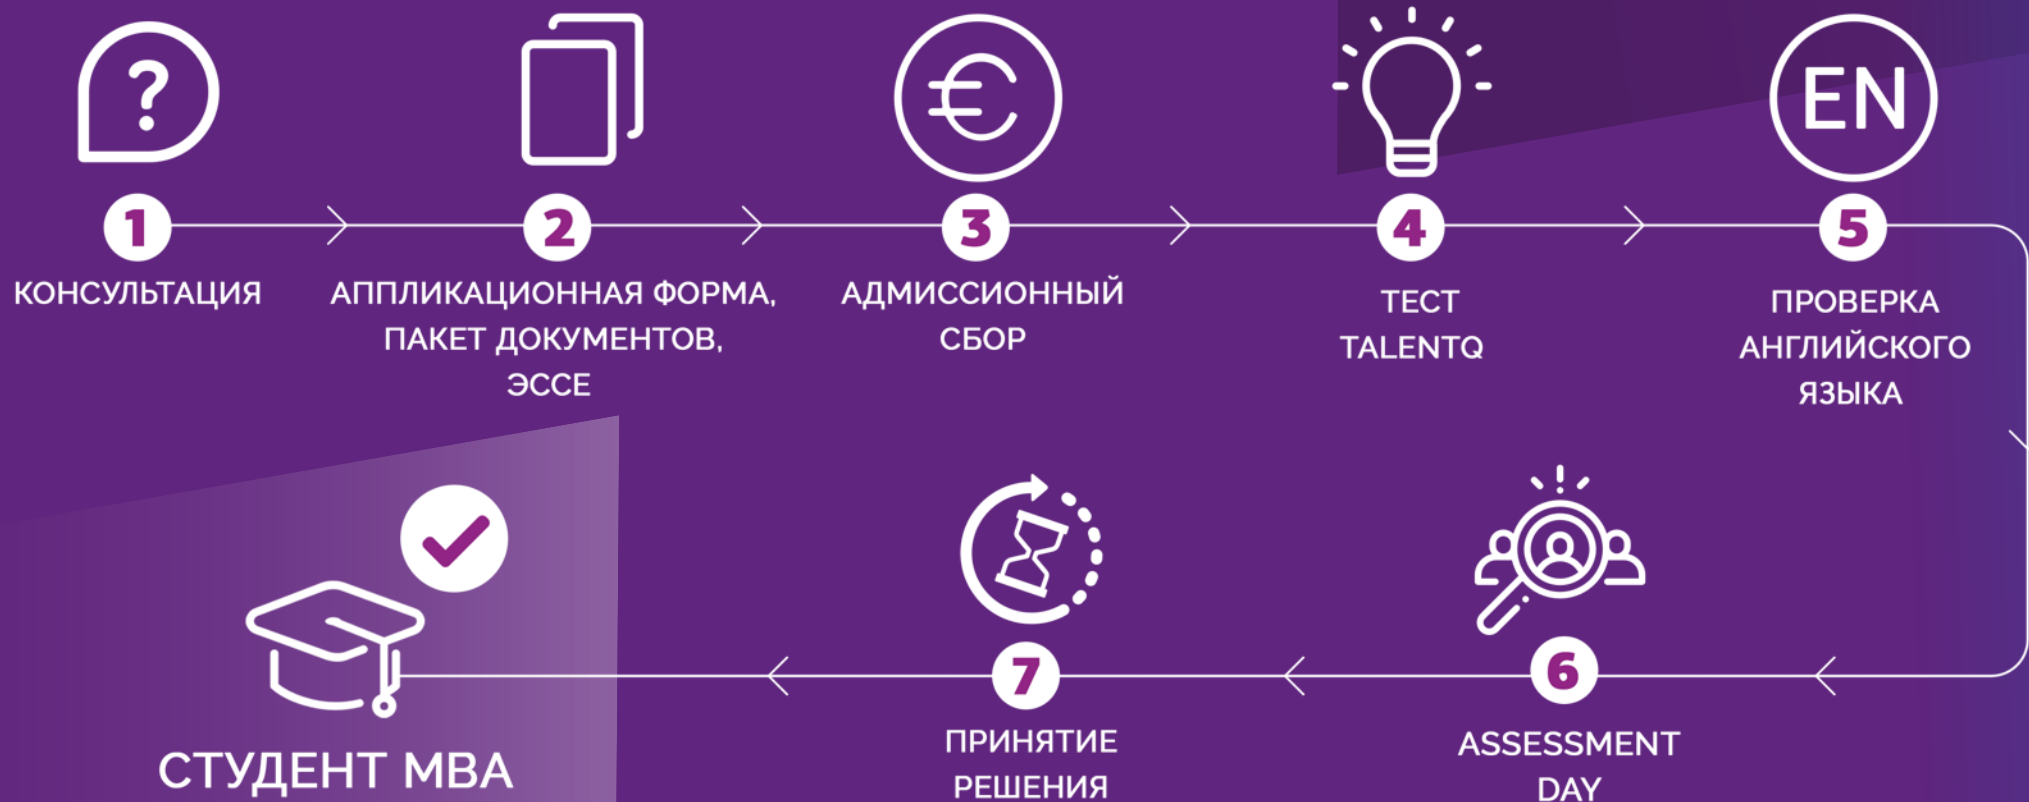 ?
€
EN
1
2
3
4
5
КОНСУЛЬТАЦИЯ
АППЛИКАЦИОННАЯ ФОРМА,
ПАКЕТ ДОКУМЕНТОВ,
ЭССЕ
АДМИССИОННЫЙ
СБОР
ТЕСТ
TALENTQ
ПРОВЕРКА
АНГЛИЙСКОГО
ЯЗЫКА
6
ASSESSMENT
DAY
7
ПРИНЯТИЕ
РЕШЕНИЯ
СТУДЕНТ MBA